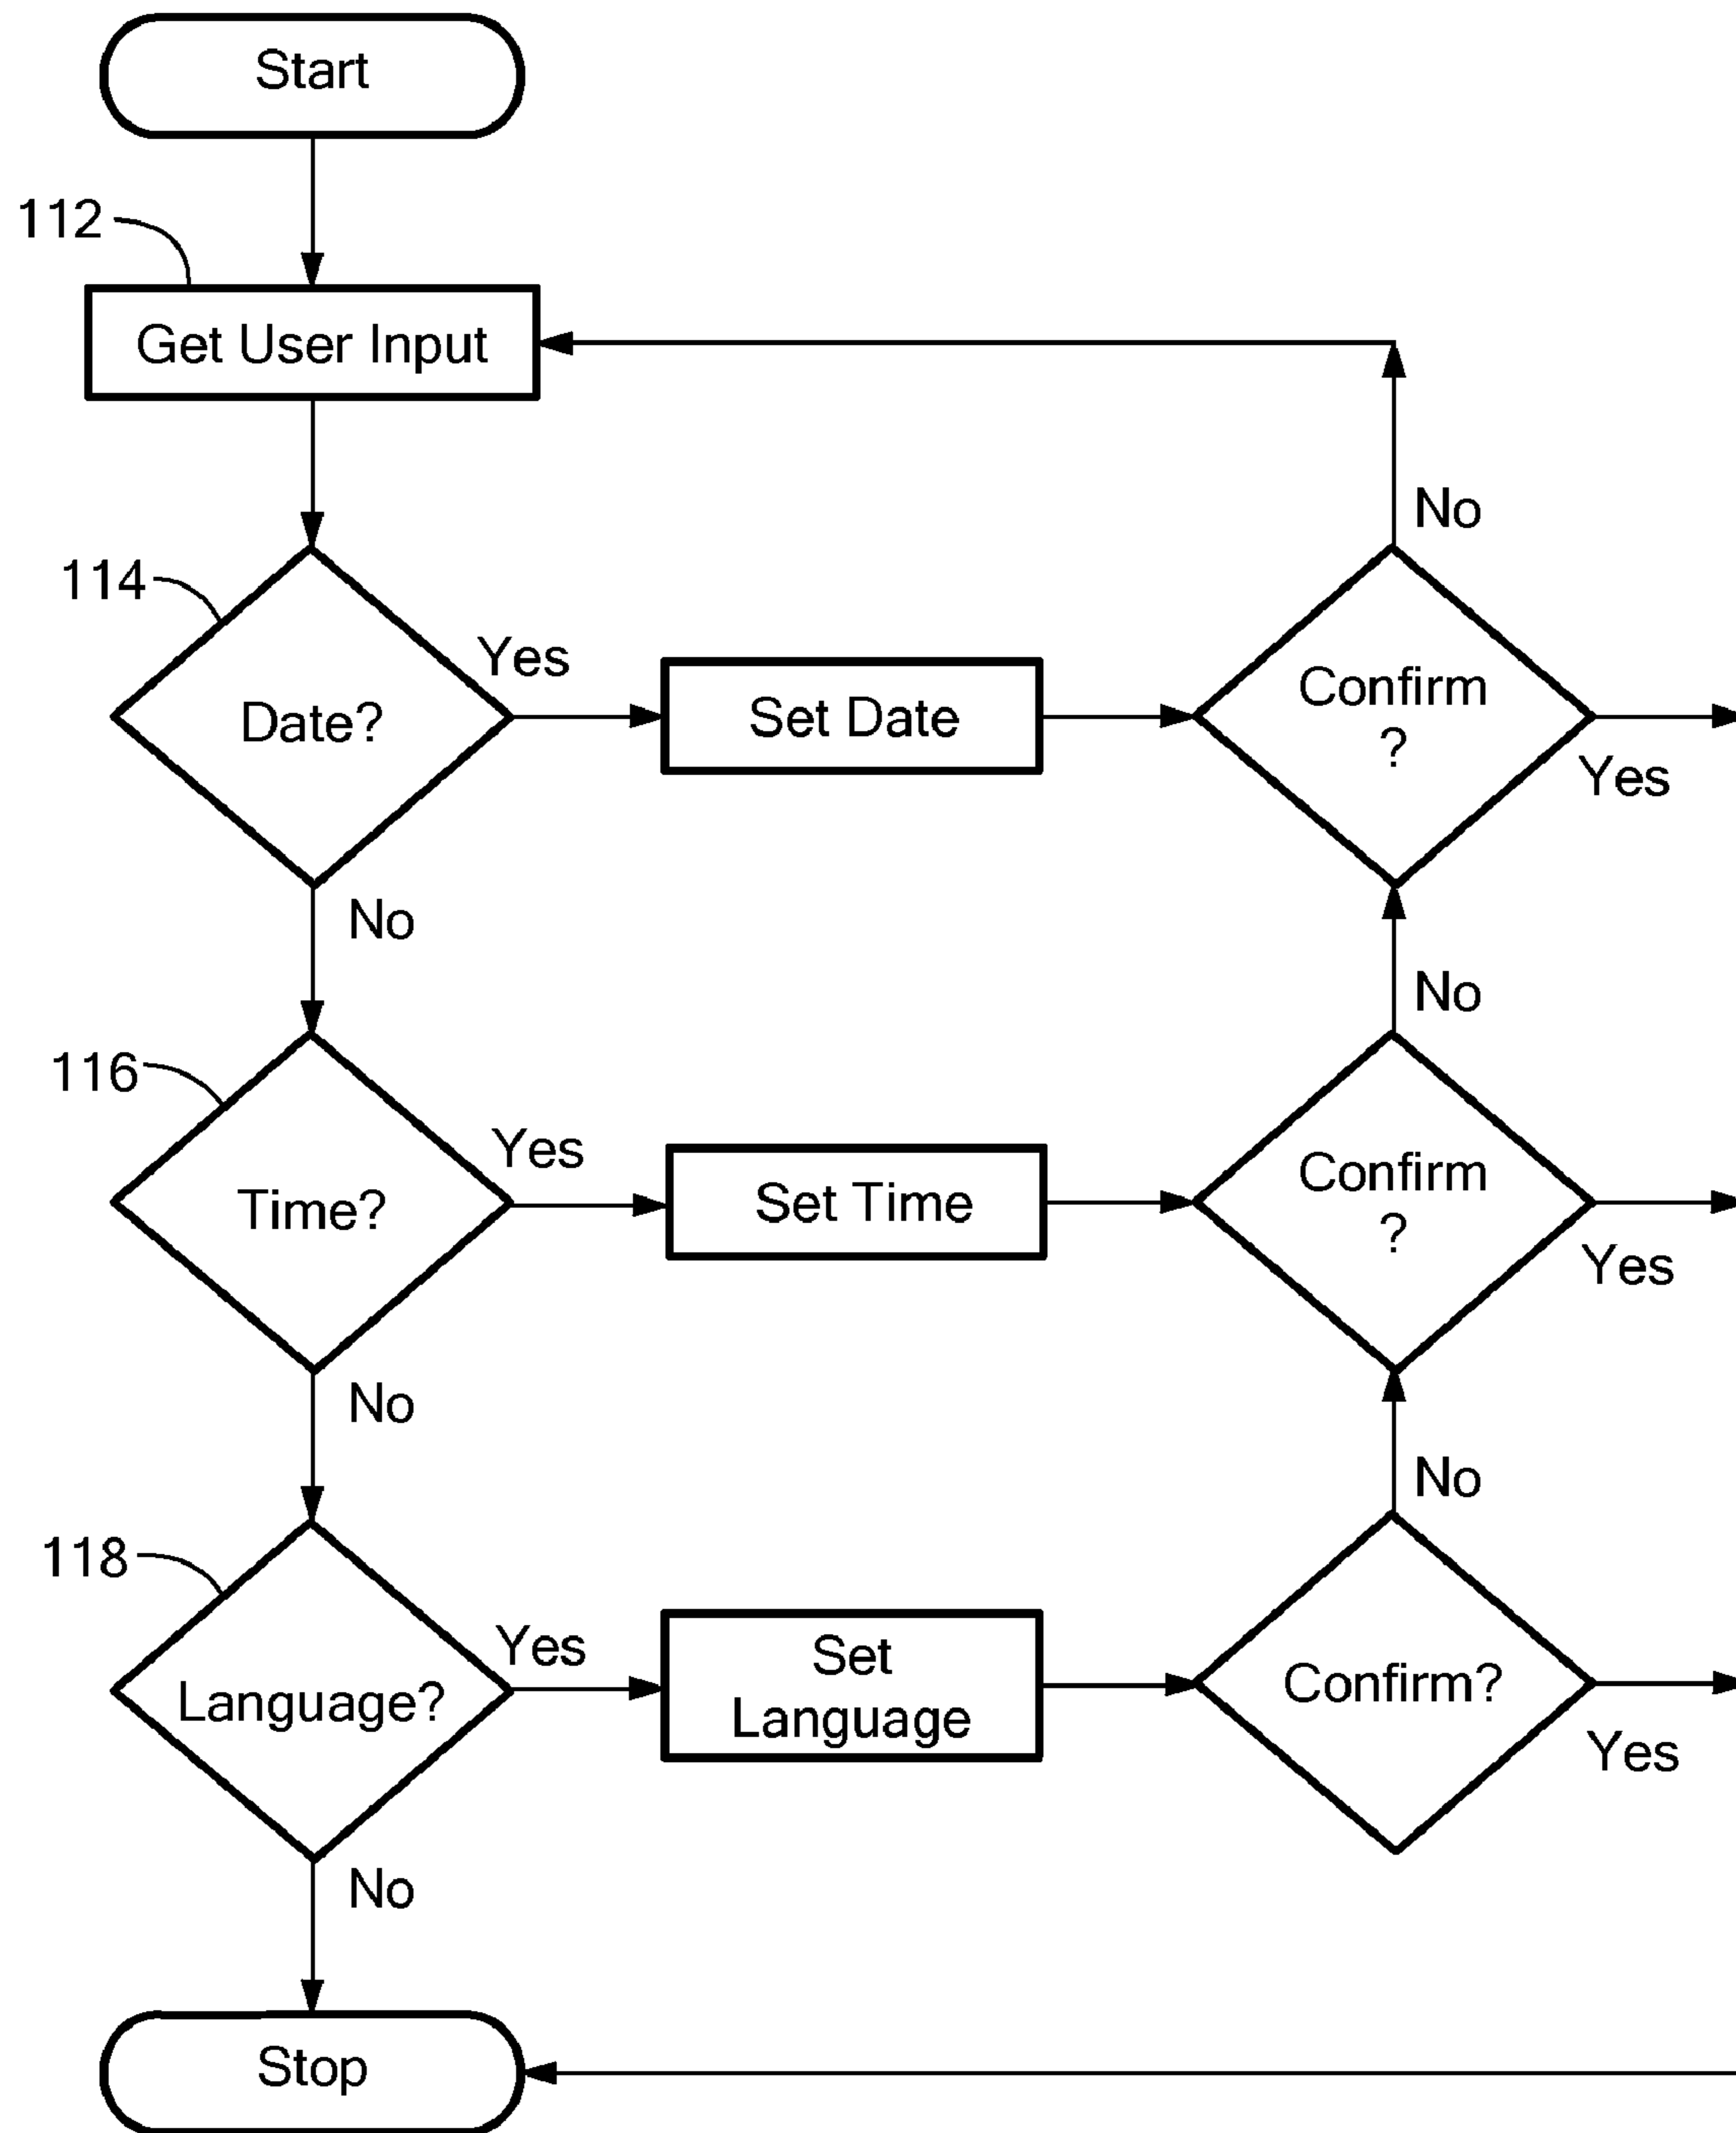 Start
112
Get User Input
No
114
Yes
Date?
Set Date
Confirm
?
Yes
No
No
116
Yes
Time?
Set Time
Confirm
?
Yes
No
No
118
Yes
Language?
Set
Language
Confirm?
Yes
No
Stop